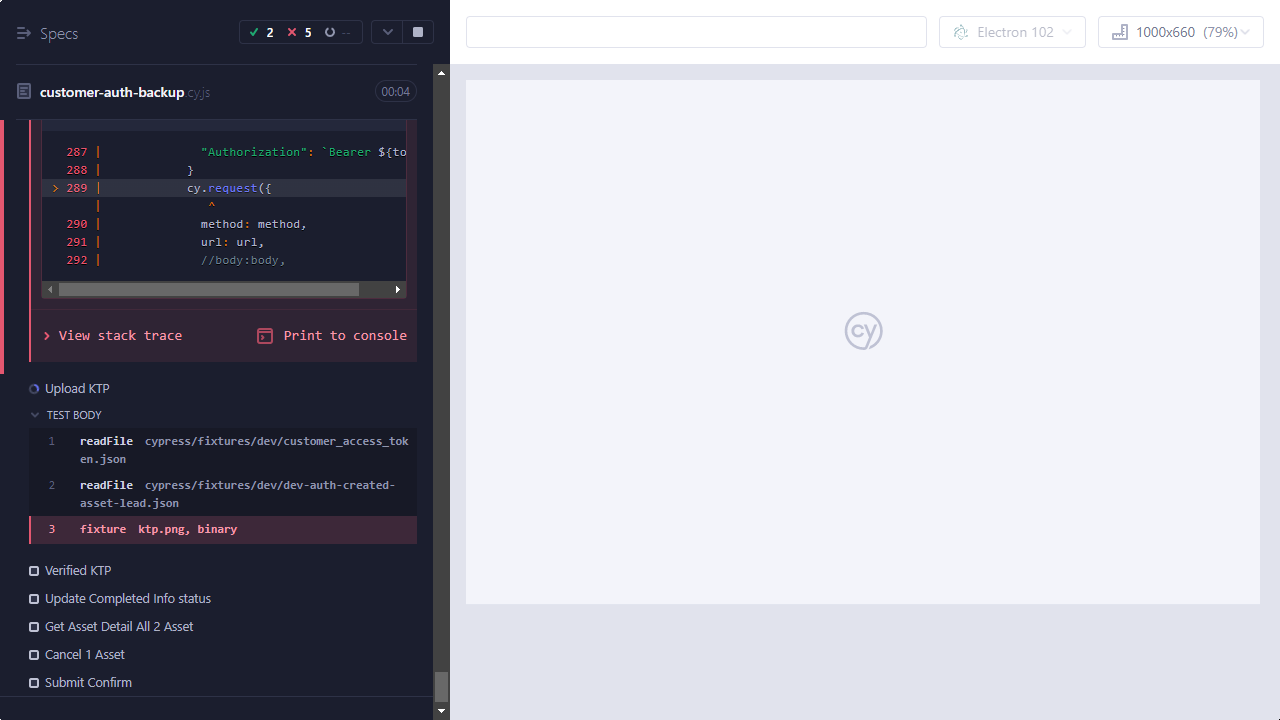 Specs
2 5 --
Electron 102
1000x660 (79%)
customer-auth-backup.cy.js
00:04
287 | "Authorization": `Bearer ${to
288 | }
> 289 | cy.request({
| ^
290 | method: method,
291 | url: url,
292 | //body:body,
View stack trace
Print to console
Upload KTP
TEST BODY
1 readFile cypress/fixtures/dev/customer_access_tok
en.json
2 readFile cypress/fixtures/dev/dev-auth-created-
asset-lead.json
3 fixture ktp.png, binary
Verified KTP
Update Completed Info status
Get Asset Detail All 2 Asset
Cancel 1 Asset
Submit Confirm
cy